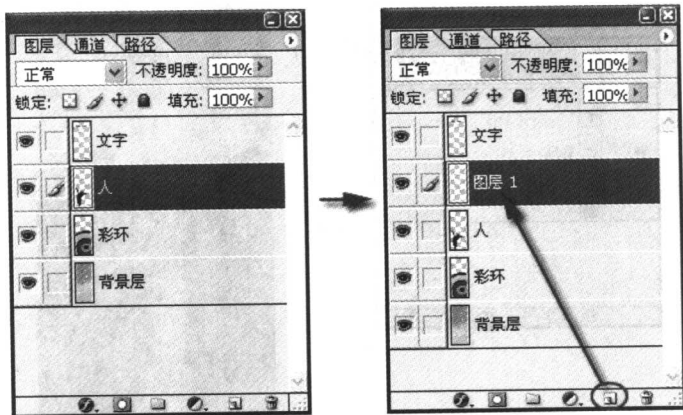 图层 通道 路径
正常 不透明度: 100%
锁定: 填充: 100%
文字
人
彩环
背景层
图层 通道 路径
正常 不透明度: 100%
锁定: 填充: 100%
文字
图层 1
人
彩环
背景层